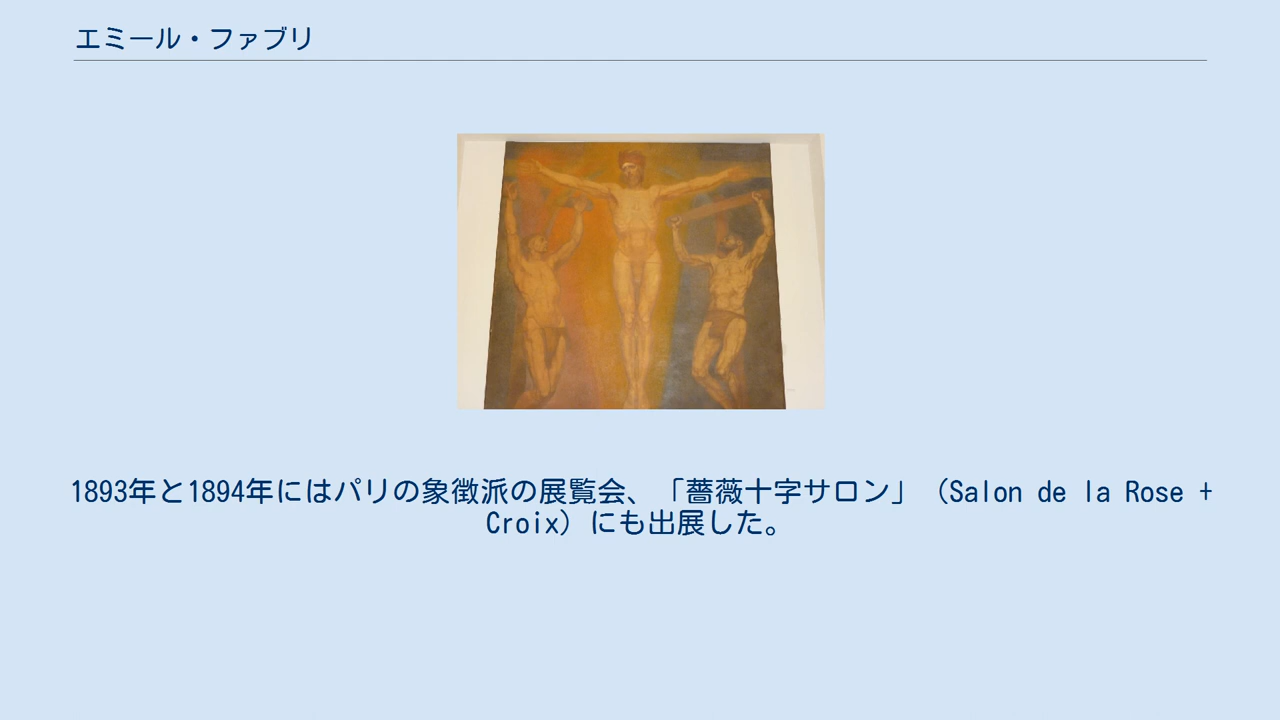 エミール・ファブリ
1893年と1894年にはパリの象徴派の展覧会、「薔薇十字サロン」（Salon de la Rose +
Croix）にも出展した。